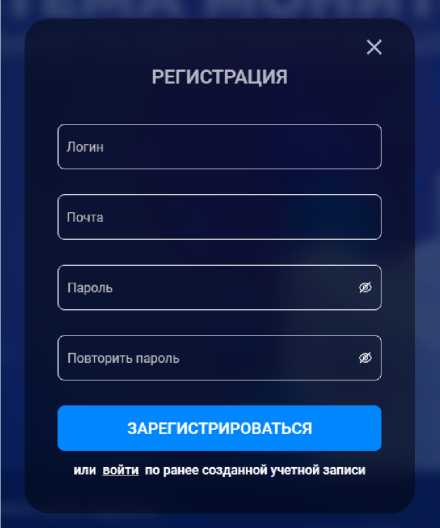 РЕГИСТРАЦИЯ
Логин
Почта
Пароль
Повторить пароль
ЗАРЕГИСТРИРОВАТЬСЯ
или войти по ранее созданной учетной записи